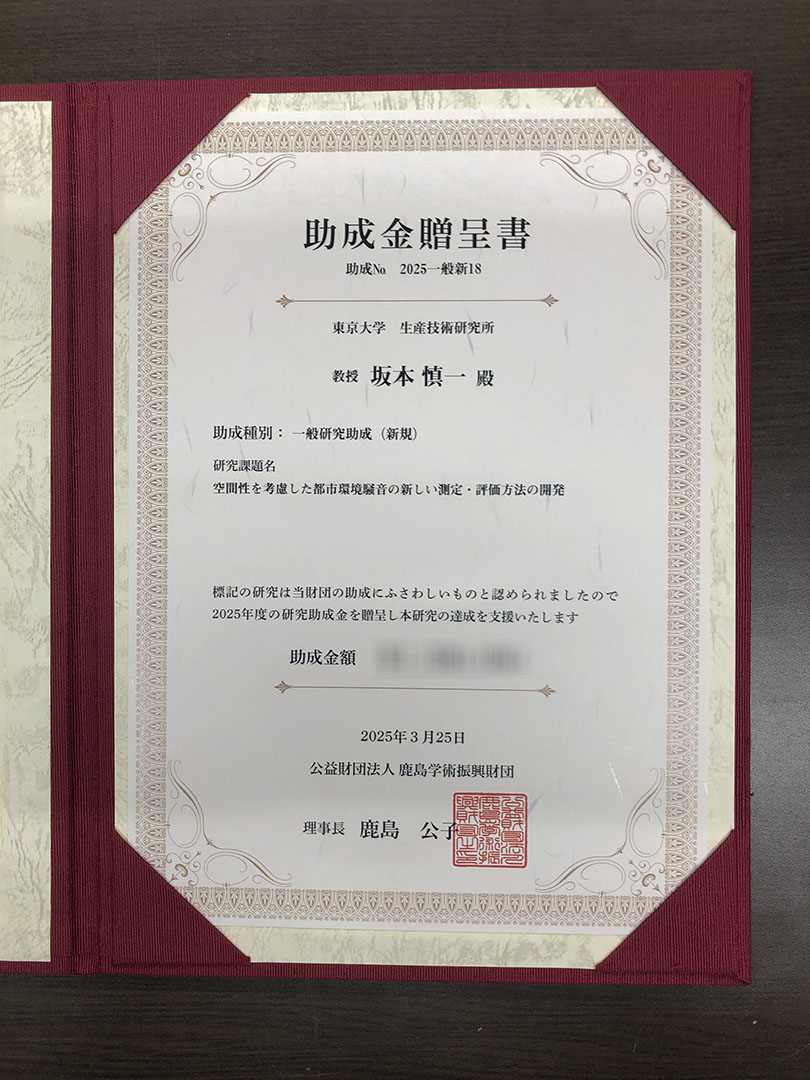 助成金贈呈書
助成№ 2025一般新18
東京大学 生産技術研究所
教授 坂本 慎一 殿
助成種別： 一般研究助成（新規）
研究課題名
空間性を考慮した都市環境騒音の新しい測定・評価方法の開発
標記の研究は当財団の助成にふさわしいものと認められましたので
2025年度の研究助成金を贈呈し本研究の達成を支援いたします
助成金額
2025年３月25日
公益財団法人 鹿島学術振興財団
理事長 鹿島 公子